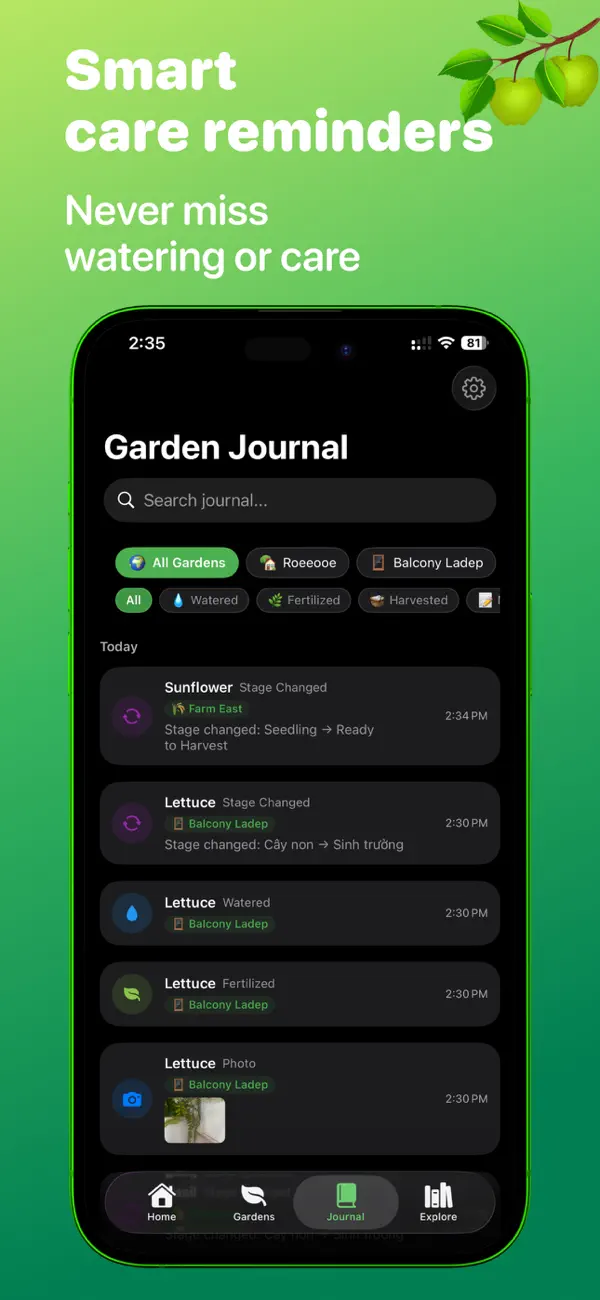 Smart
care reminders
Never miss
watering or care
2:35
81
Garden Journal
Search journal...
All Gardens
Roeeooe
Balcony Ladep
All
Watered
Fertilized
Harvested
Today
Sunflower Stage Changed
Farm East
2:34 PM
Stage changed: Seedling → Ready
to Harvest
Lettuce Stage Changed
Balcony Ladep
2:30 PM
Stage changed: Cây non → Sinh trưởng
Lettuce Watered
2:30 PM
Balcony Ladep
Lettuce Fertilized
2:30 PM
Balcony Ladep
Lettuce Photo
Balcony Ladep
2:30 PM
Home
Gardens
Journal
Explore